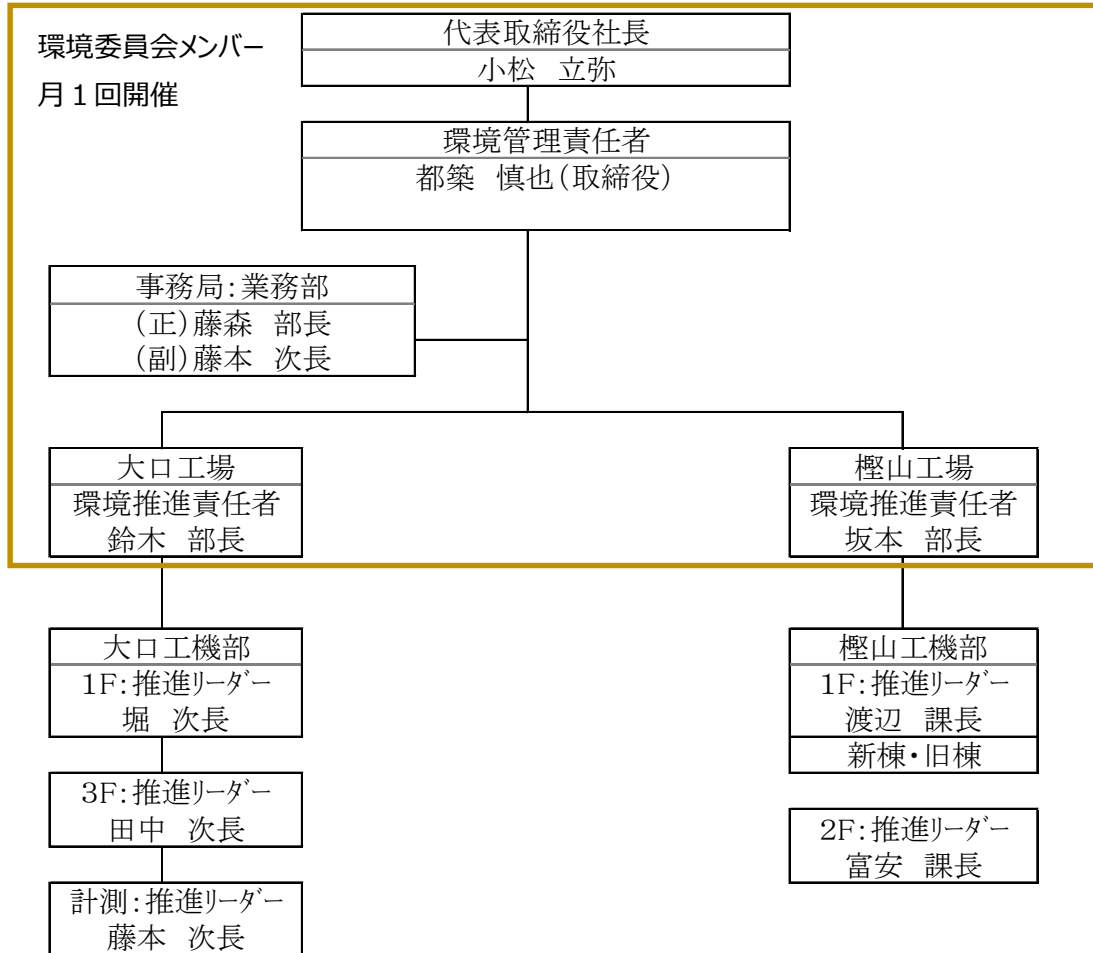 環境委員会メンバー
月１回開催
代表取締役社長
小松　立弥
環境管理責任者
都築　慎也(取締役)
事務局:業務部
(正)藤森　部長
(副)藤本　次長
大口工場
環境推進責任者
鈴木　部長
樫山工場
環境推進責任者
坂本　部長
大口工機部
1F:推進ﾘｰﾀﾞｰ
堀　次長
3F:推進ﾘｰﾀﾞｰ
田中　次長
計測:推進ﾘｰﾀﾞｰ
藤本　次長
樫山工機部
1F:推進ﾘｰﾀﾞｰ
渡辺　課長
新棟・旧棟
2F:推進ﾘｰﾀﾞｰ
富安　課長